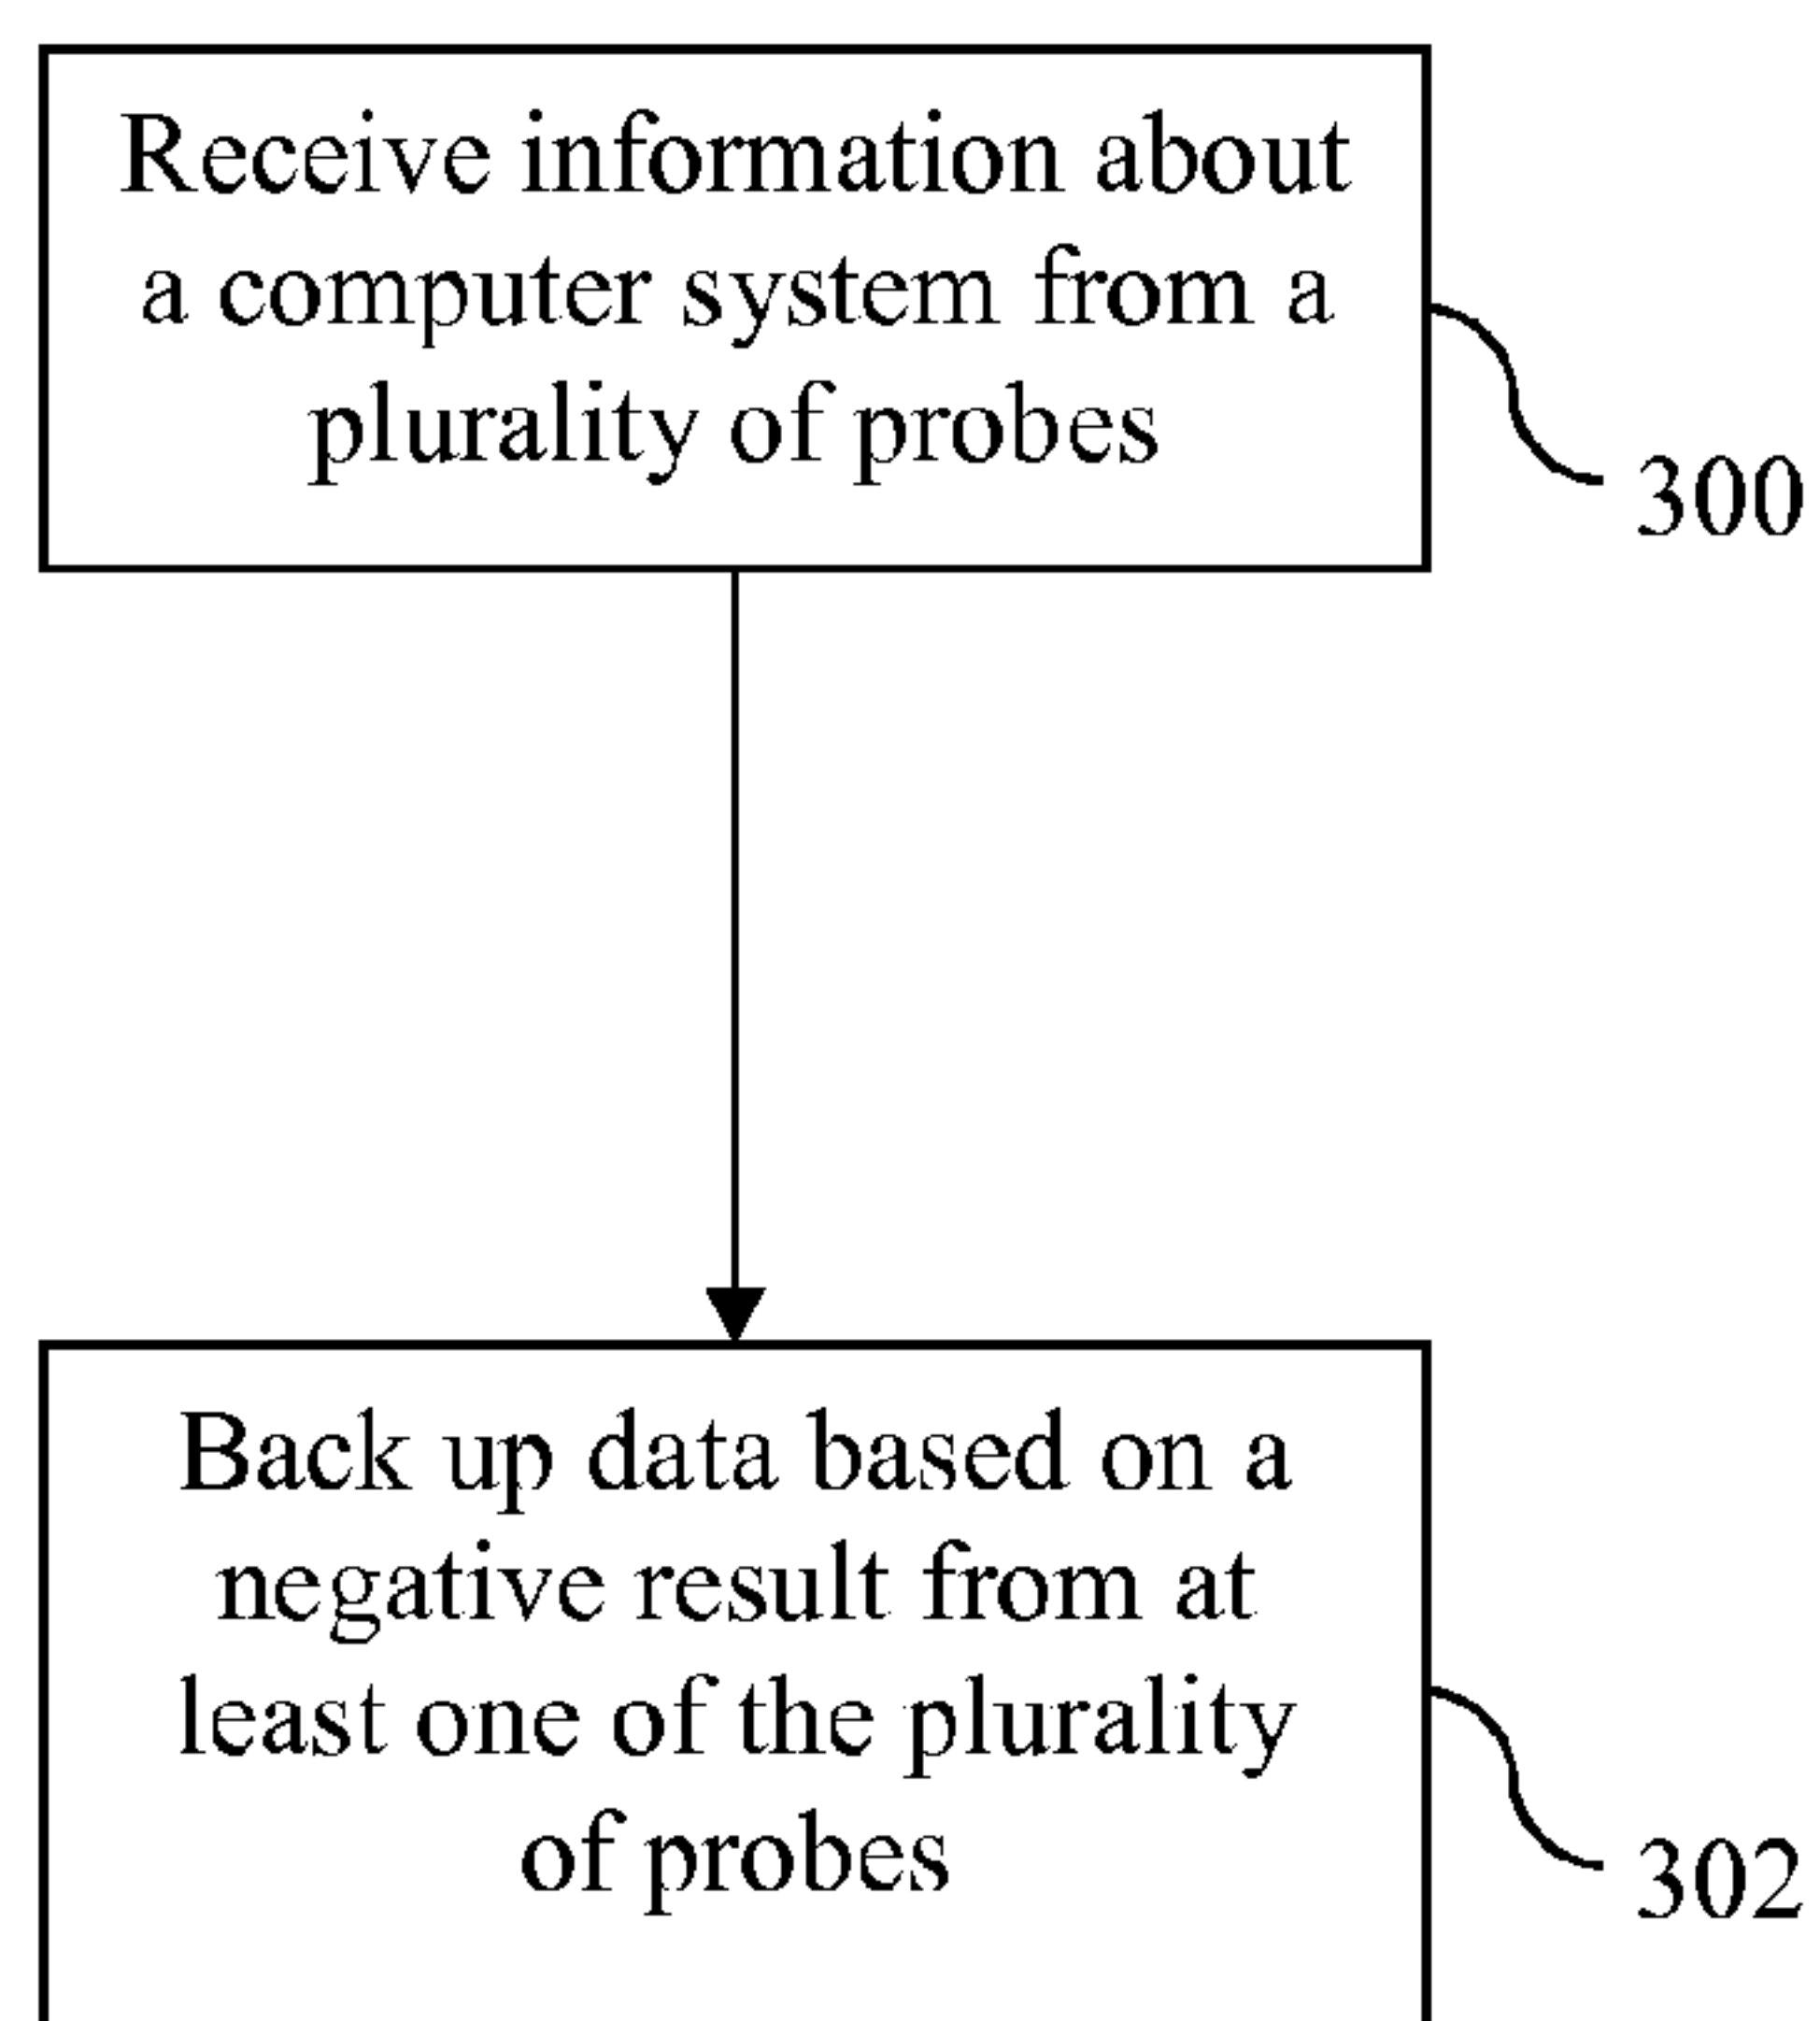 Receive information about
a computer system from a
plurality of probes
300
Back up data based on a
negative result from at
least one of the plurality
of probes
302